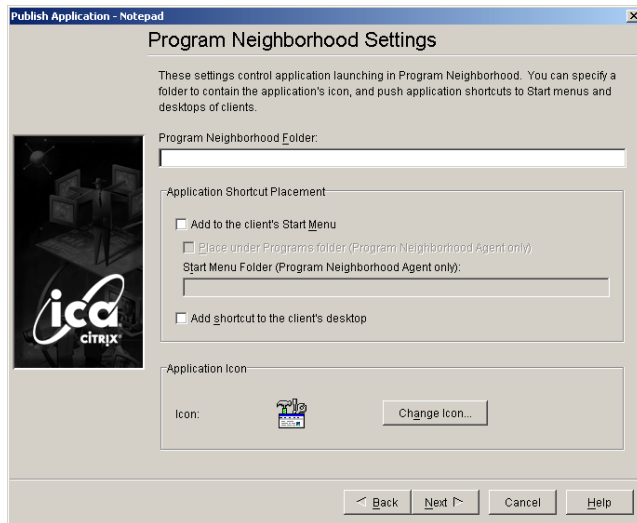 Publish Application - Notepad
Program Neighborhood Settings
These settings control application launching in Program Neighborhood. You can specify a
folder to contain the application's icon, and push application shortcuts to Start menus and
desktops of clients.
Program Neighborhood Folder:
Application Shortcut Placement
Add to the client's Start Menu
Place under Programs folder (Program Neighborhood Agent only)
Start Menu Folder (Program Neighborhood Agent only):
Add shortcut to the client's desktop
ica
CITRIX
Application Icon
Icon:
Change Icon...
Back
Next
Cancel
Help